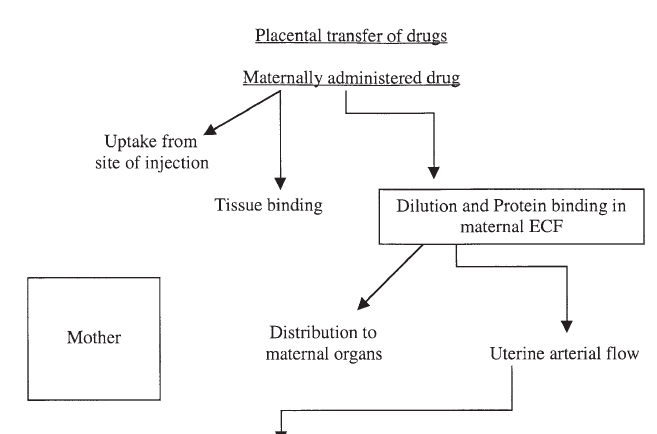 Placental transfer of drugs
Maternally administered drug
Uptake from
site of injection
Tissue binding
Dilution and Protein binding in
maternal ECF
Mother
Distribution to
maternal organs
Uterine arterial flow